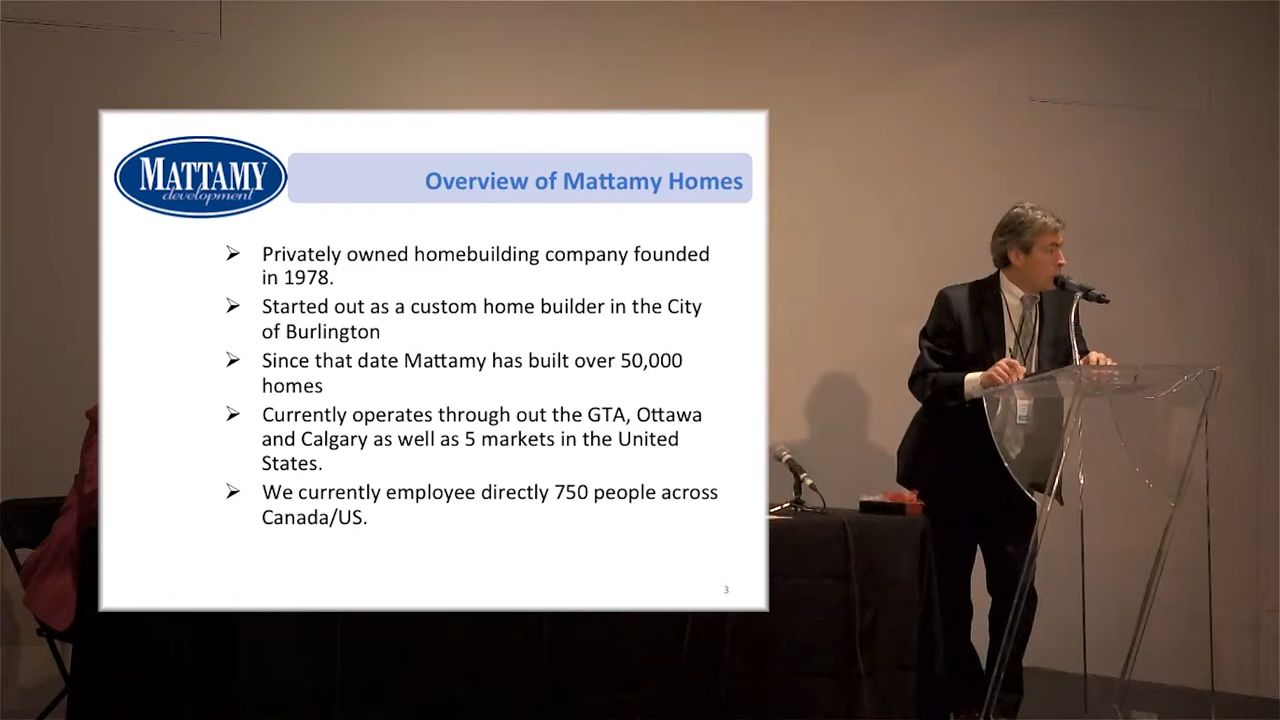 MATTAMY
development
Overview of Mattamy Homes
Privately owned homebuilding company founded
in 1978.
Started out as a custom home builder in the City
of Burlington
Since that date Mattamy has built over 50,000
homes
Currently operates through out the GTA, Ottawa
and Calgary as well as 5 markets in the United
States.
We currently employee directly 750 people across
Canada/US.
3